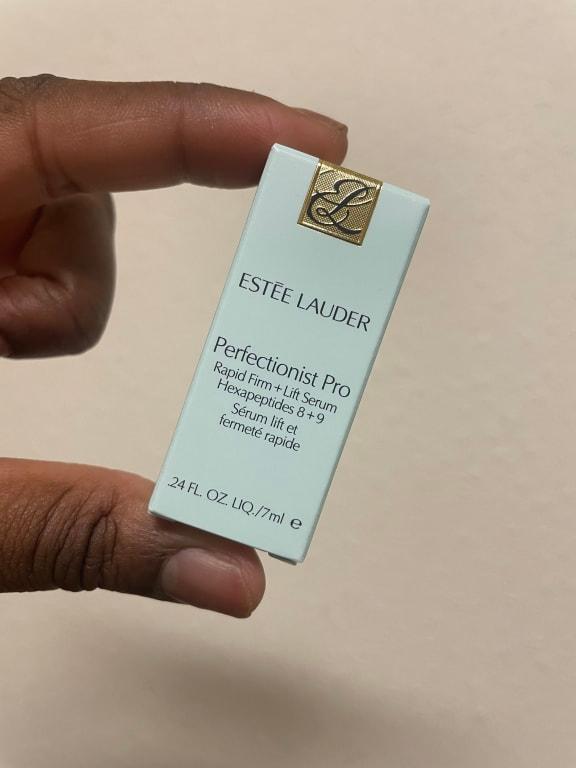 EL
ESTĒE LAUDER
Perfectionist Pro
Rapid Firm + Lift Serum
Hexapeptides 8 + 9
Sérum lift et
fermeté rapide
.24 FL. OZ. LIQ./7ml ℮